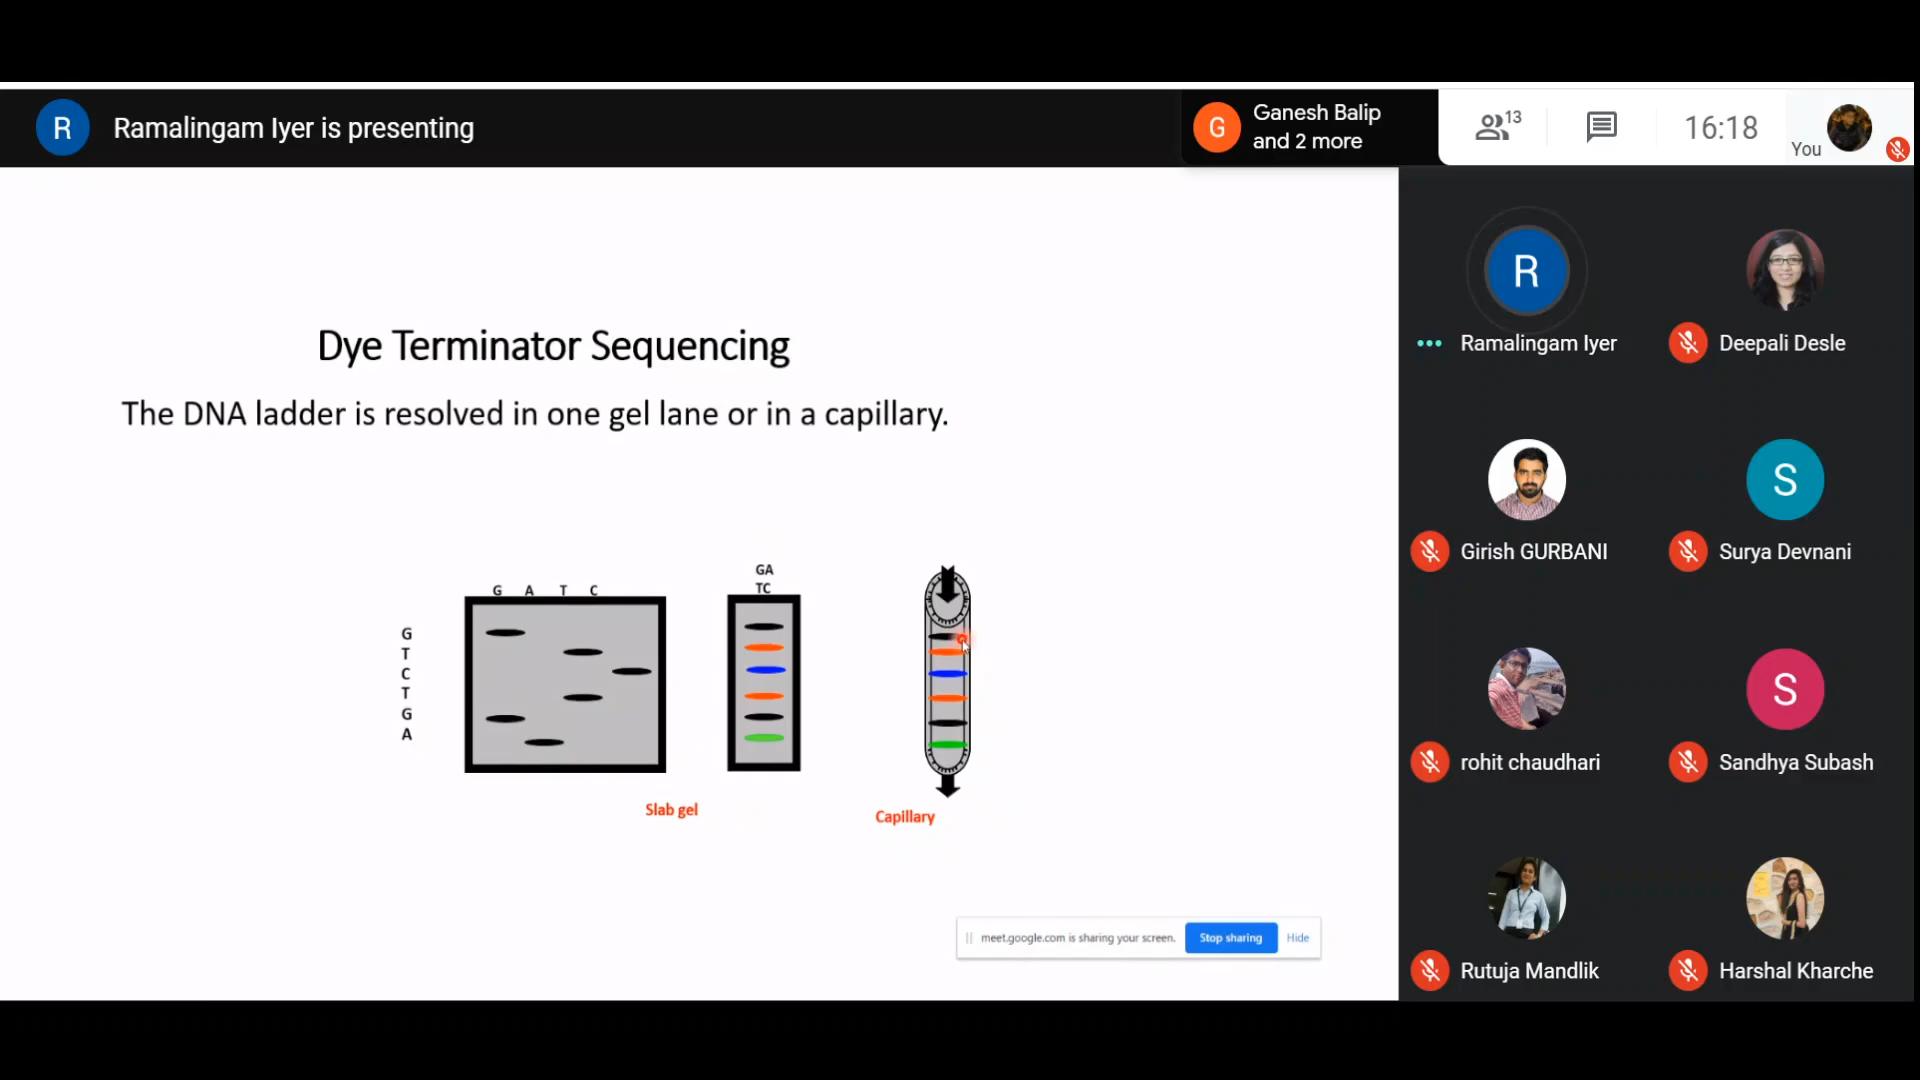 R
Ramalingam Iyer is presenting
G
Ganesh Balip
and 2 more
13
16:18
You
Dye Terminator Sequencing
The DNA ladder is resolved in one gel lane or in a capillary.
G A T C
G
T
C
T
G
A
GA
TC
Slab gel
Capillary
meet.google.com is sharing your screen.
Stop sharing
Hide
R
Ramalingam Iyer
Deepali Desle
Girish GURBANI
S
Surya Devnani
rohit chaudhari
S
Sandhya Subash
Rutuja Mandlik
Harshal Kharche